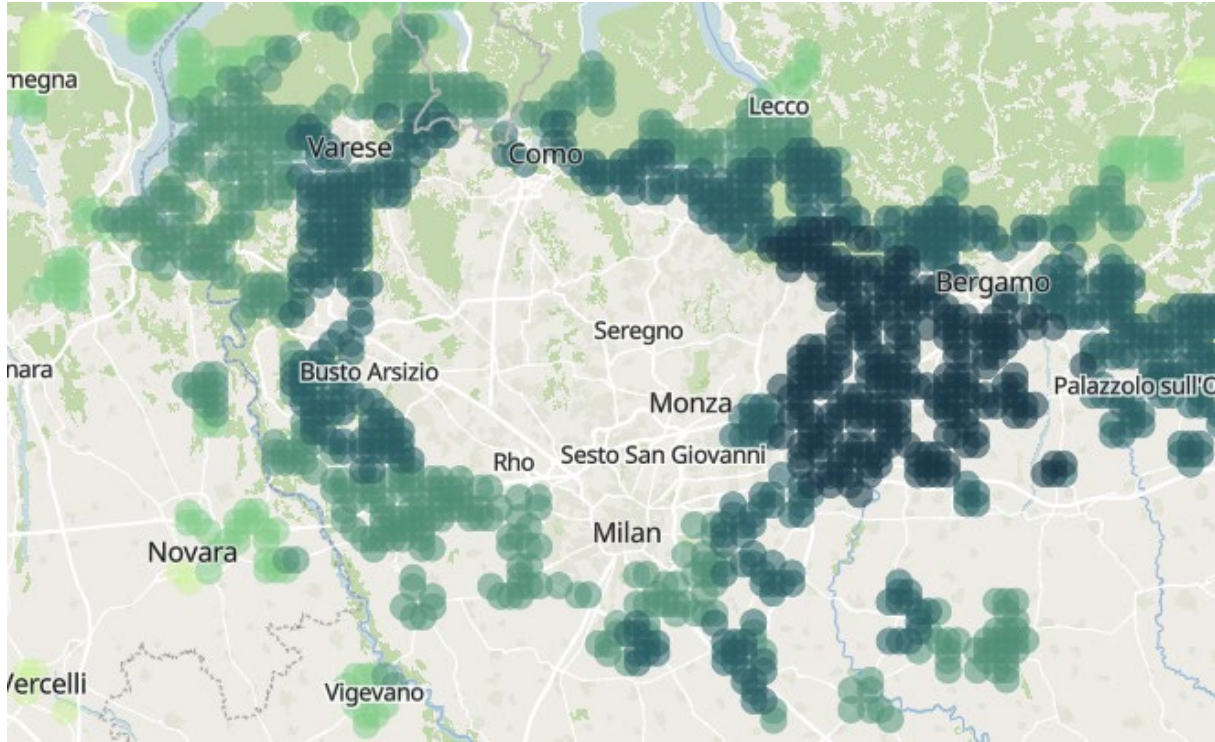 megna
Lecco
Varese
Como
Bergamo
Seregno
nara
Busto Arsizio
Palazzolo sull'O
Monza
Rho
Sesto San Giovanni
Milan
Novara
Vercelli
Vigevano